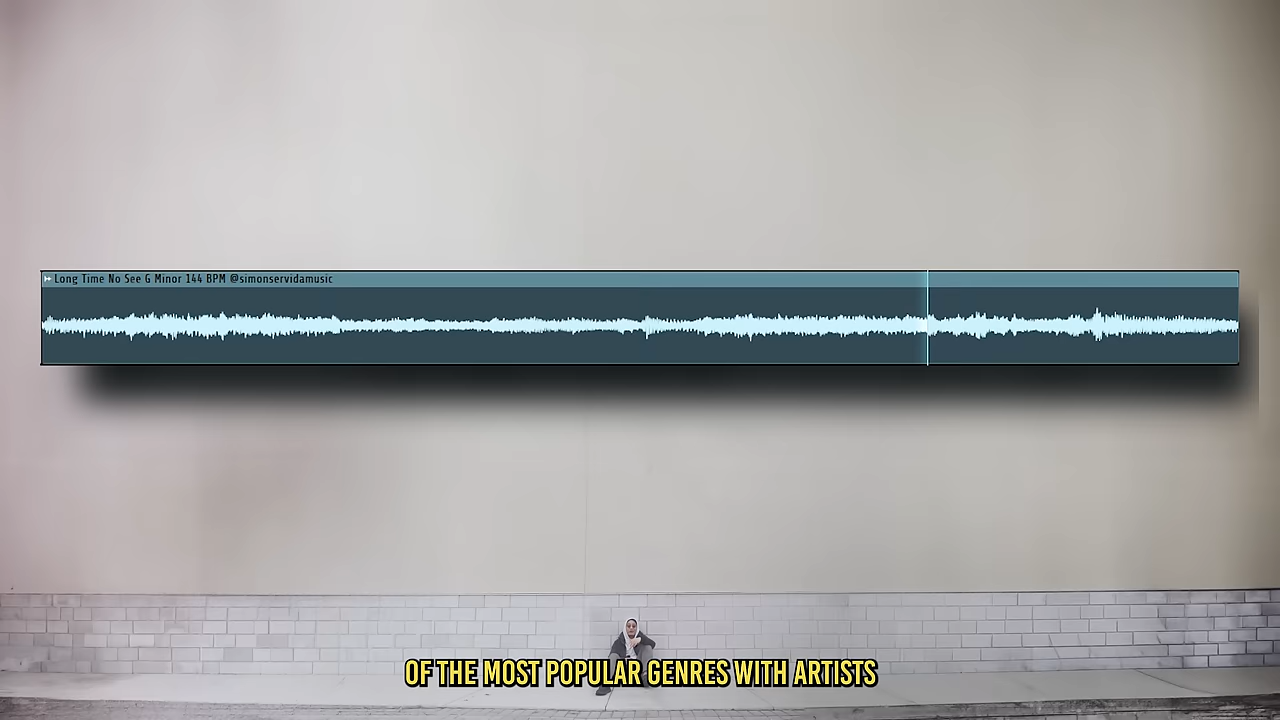 Long Time No See G Minor 144 BPM @simonservidamusic
OF THE MOST POPULAR GENRES WITH ARTISTS